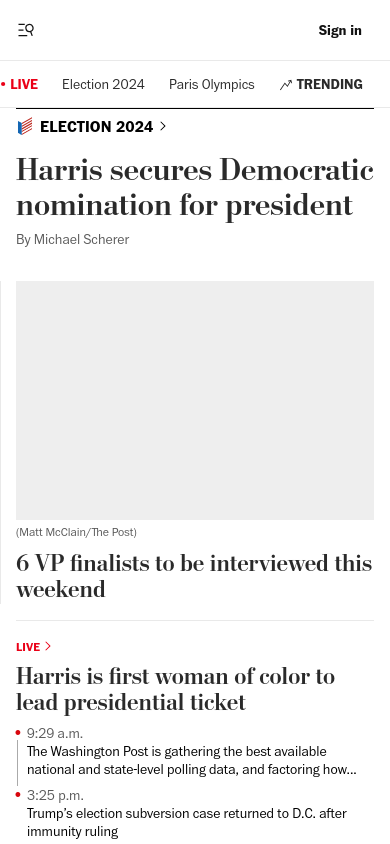 Sign in
LIVE Election 2024 Paris Olympics TRENDING
ELECTION 2024
Harris secures Democratic
nomination for president
By Michael Scherer
(Matt McClain/The Post)
6 VP finalists to be interviewed this
weekend
LIVE
Harris is first woman of color to
lead presidential ticket
9:29 a.m.
The Washington Post is gathering the best available
national and state-level polling data, and factoring how...
3:25 p.m.
Trump’s election subversion case returned to D.C. after
immunity ruling